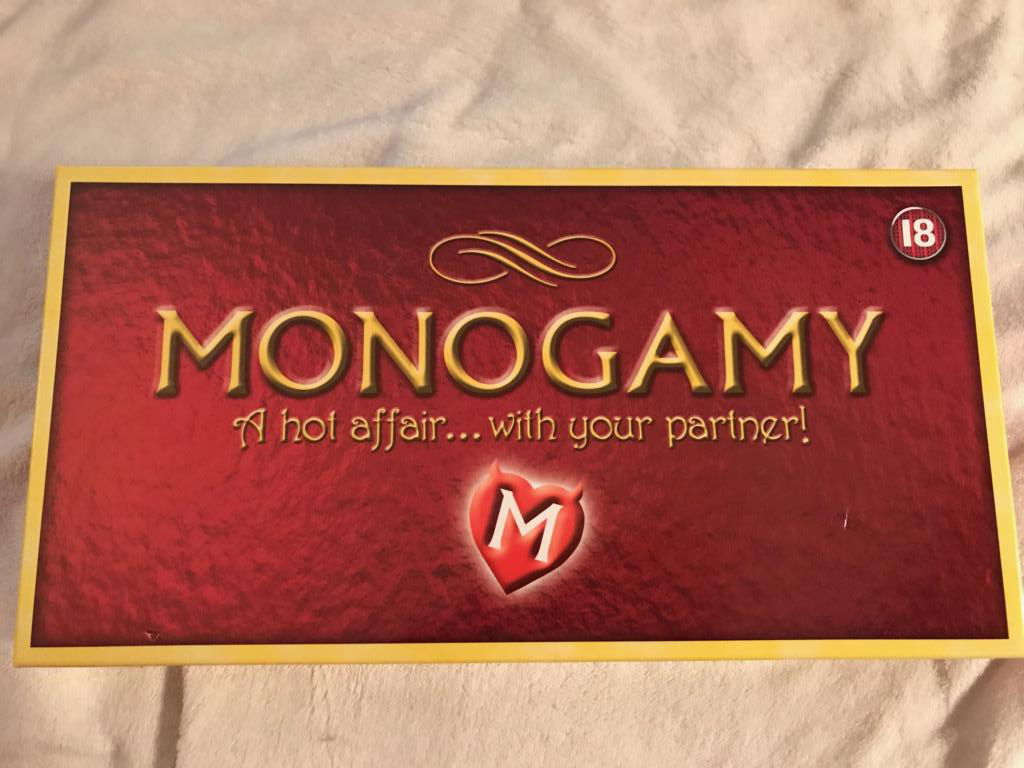 18
MONOGAMY
A hot affair... with your partner!
M